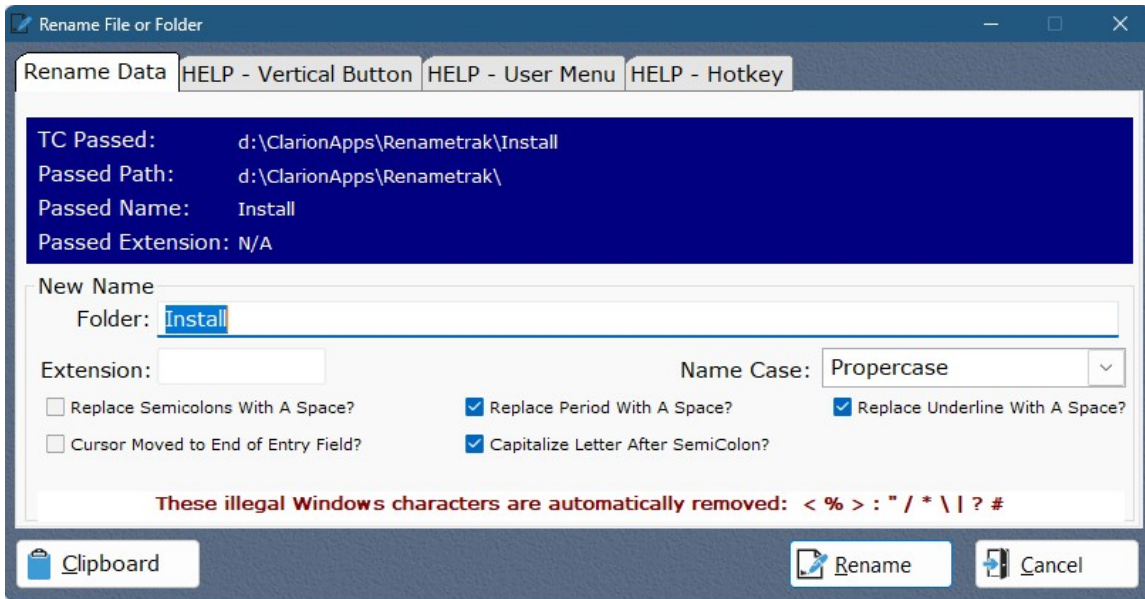 Rename File or Folder
Rename Data HELP - Vertical Button HELP - User Menu HELP - Hotkey
TC Passed: d:\ClarionApps\Renametrak\Install
Passed Path: d:\ClarionApps\Renametrak\
Passed Name: Install
Passed Extension: N/A
New Name
Folder: Install
Extension: Name Case: Propercase
Replace Semicolons With A Space? Replace Period With A Space? Replace Underline With A Space?
Cursor Moved to End of Entry Field? Capitalize Letter After SemiColon?
These illegal Windows characters are automatically removed: < % > : " / * \ | ? #
Clipboard Rename Cancel